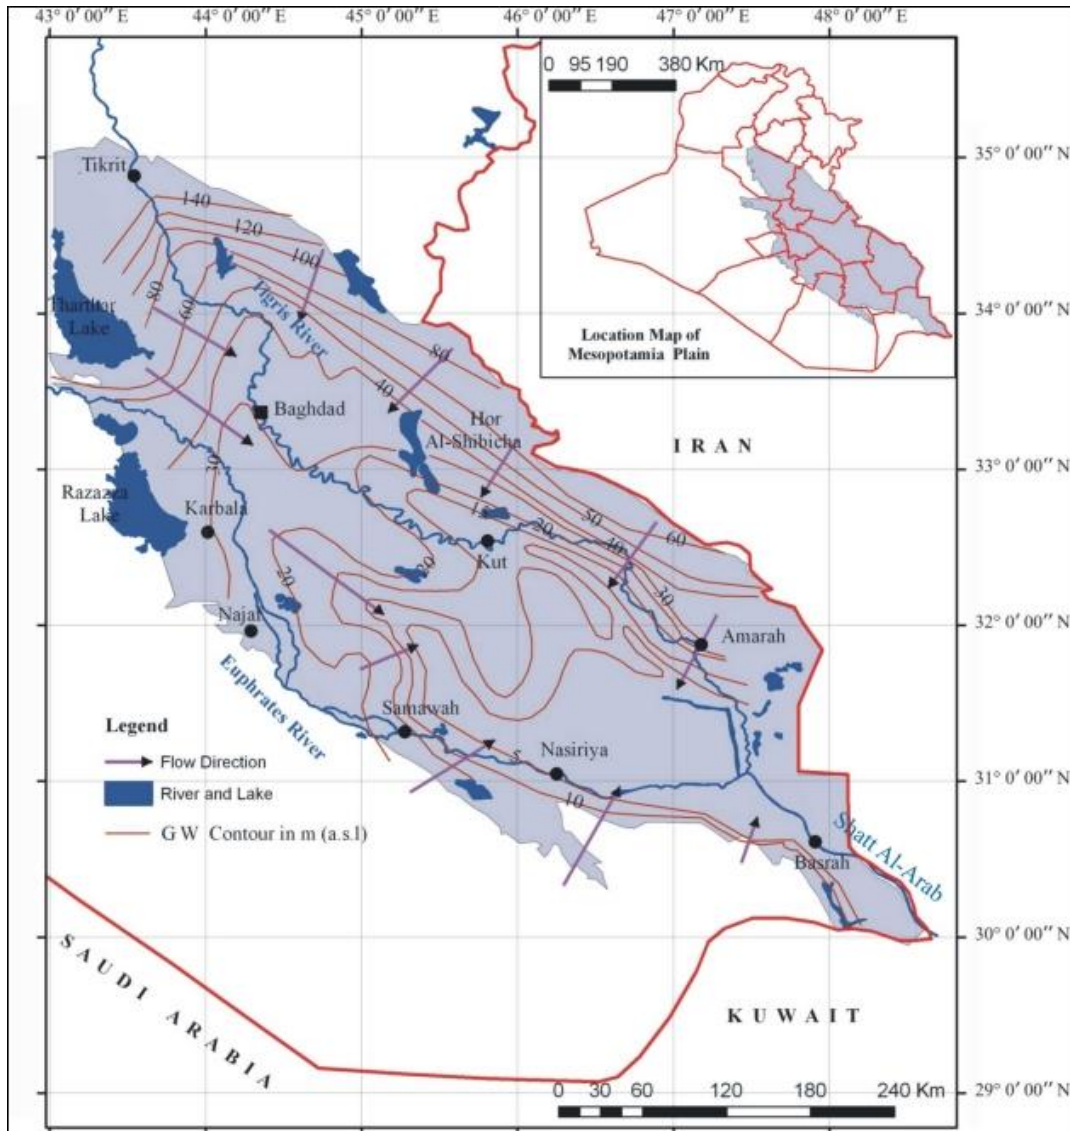 43° 0′ 00″E 44° 0′ 00″E 45° 0′ 00″E 46° 0′ 00″E 47° 0′ 00″E 48° 0′ 00″E
0 95 190 380 Km
Location Map of
Mesopotamia Plain
35° 0′ 00″N
34° 0′ 00″N
33° 0′ 00″N
32° 0′ 00″N
31° 0′ 00″N
30° 0′ 00″N
29° 0′ 00″N
Tikrit
140
120
100
80
60
Tharthar
Lake
Tigris River
80
40
Baghdad
Hor
Al-Shibicha
IRAN
30
Razazza
Lake
Karbala
15
20
50
40
60
Kut
20
20
30
Najaf
Amarah
Euphrates River
Samawah
5
Nasiriya
10
Basrah
Shatt Al-Arab
Legend
Flow Direction
River and Lake
G W Contour in m (a.s.l)
SAUDI ARABIA
KUWAIT
0 30 60 120 180 240 Km